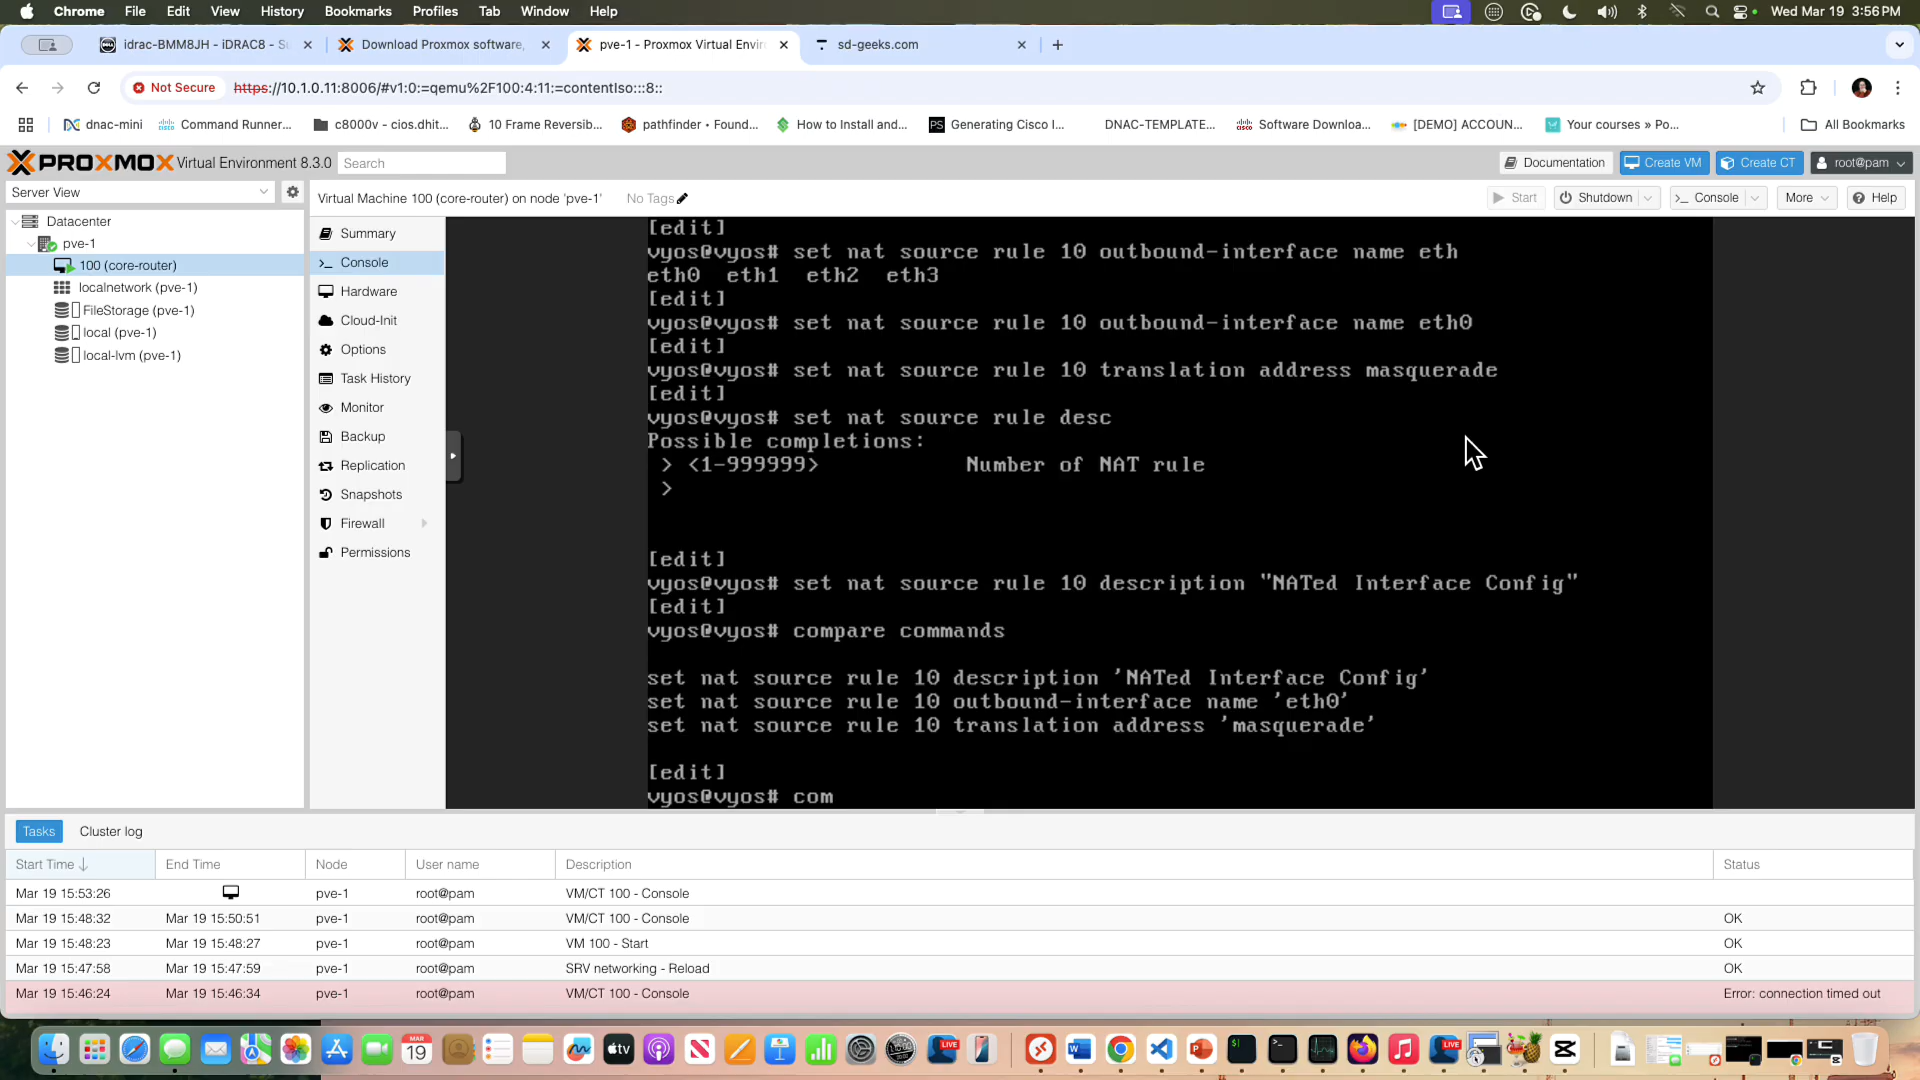 Chrome File Edit View History Bookmarks Profiles Tab Window Help Wed Mar 19 3:56 PM
idrac-BMM8JH - iDRAC8 - S
Download Proxmox software,
pve-1 - Proxmox Virtual Envir
sd-geeks.com
Not Secure https://10.1.0.11:8006/#v1:0:=qemu%2F100:4:11:=contentIso:::8::
dnac-mini Command Runner... c8000v - cios.dhit... 10 Frame Reversib... pathfinder • Found... How to Install and... PS Generating Cisco I... DNAC-TEMPLATE... Software Downloa... [DEMO] ACCOUN... Your courses » Po... All Bookmarks
PROXMOX Virtual Environment 8.3.0 Search Documentation Create VM Create CT root@pam
Server View
Virtual Machine 100 (core-router) on node 'pve-1' No Tags Start Shutdown Console More Help
Datacenter
pve-1
100 (core-router)
localnetwork (pve-1)
FileStorage (pve-1)
local (pve-1)
local-lvm (pve-1)
Summary
Console
Hardware
Cloud-Init
Options
Task History
Monitor
Backup
Replication
Snapshots
Firewall
Permissions
[edit]
vyos@vyos# set nat source rule 10 outbound-interface name eth
eth0 eth1 eth2 eth3
[edit]
vyos@vyos# set nat source rule 10 outbound-interface name eth0
[edit]
vyos@vyos# set nat source rule 10 translation address masquerade
[edit]
vyos@vyos# set nat source rule desc
Possible completions:
> <1-999999> Number of NAT rule
>
[edit]
vyos@vyos# set nat source rule 10 description "NATed Interface Config"
[edit]
vyos@vyos# compare commands
set nat source rule 10 description 'NATed Interface Config'
set nat source rule 10 outbound-interface name 'eth0'
set nat source rule 10 translation address 'masquerade'
[edit]
vyos@vyos# com
Tasks Cluster log
Start Time End Time Node User name Description Status
Mar 19 15:53:26 pve-1 root@pam VM/CT 100 - Console
Mar 19 15:48:32 Mar 19 15:50:51 pve-1 root@pam VM/CT 100 - Console OK
Mar 19 15:48:23 Mar 19 15:48:27 pve-1 root@pam VM 100 - Start OK
Mar 19 15:47:58 Mar 19 15:47:59 pve-1 root@pam SRV networking - Reload OK
Mar 19 15:46:24 Mar 19 15:46:34 pve-1 root@pam VM/CT 100 - Console Error: connection timed out
MAR
19
tv
LIVE
LIVE